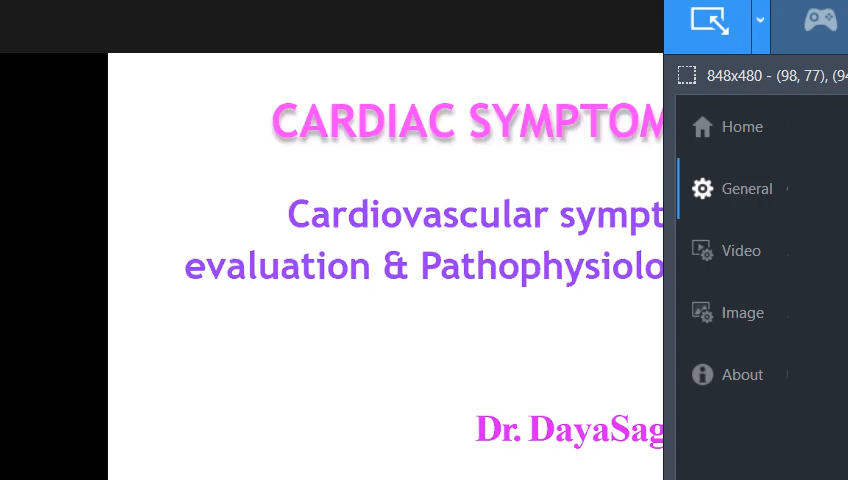 848x480 - (98, 77), (94
CARDIAC SYMPTOM
Cardiovascular sympt
evaluation & Pathophysiolo
Dr. DayaSag
Home
General
Video
Image
About